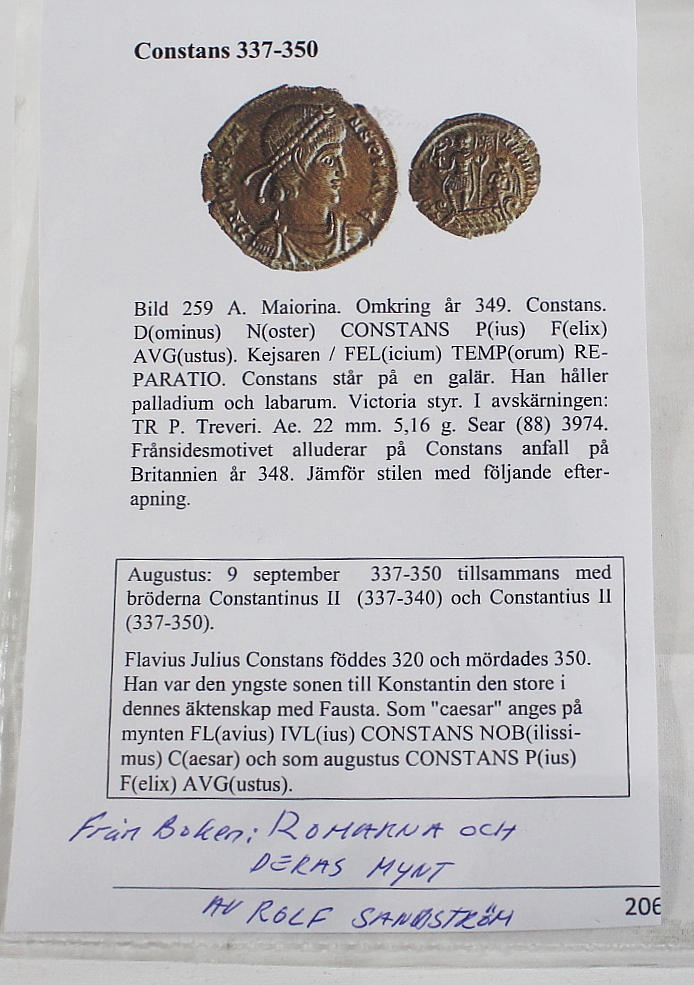 Constans 337-350
Bild 259 A. Maiorina. Omkring år 349. Constans.
D(ominus) N(oster) CONSTANS P(ius) F(elix)
AVG(ustus). Kejsaren / FEL(icium) TEMP(orum) RE-
PARATIO. Constans står på en galär. Han håller
palladium och labarum. Victoria styr. I avskärningen:
TR P. Treveri. Ae. 22 mm. 5,16 g. Sear (88) 3974.
Frånsidesmotivet alluderar på Constans anfall på
Britannien år 348. Jämför stilen med följande efter-
apning.
Augustus: 9 september 337-350 tillsammans med
bröderna Constantinus II (337-340) och Constantius II
(337-350).
Flavius Julius Constans föddes 320 och mördades 350.
Han var den yngste sonen till Konstantin den store i
dennes äktenskap med Fausta. Som "caesar" anges på
mynten FL(avius) IVL(ius) CONSTANS NOB(ilissi-
mus) C(aesar) och som augustus CONSTANS P(ius)
F(elix) AVG(ustus).
Från Boken: ROMARNA OCH
DERAS MYNT
AV ROLF SANDSTRÖM
206